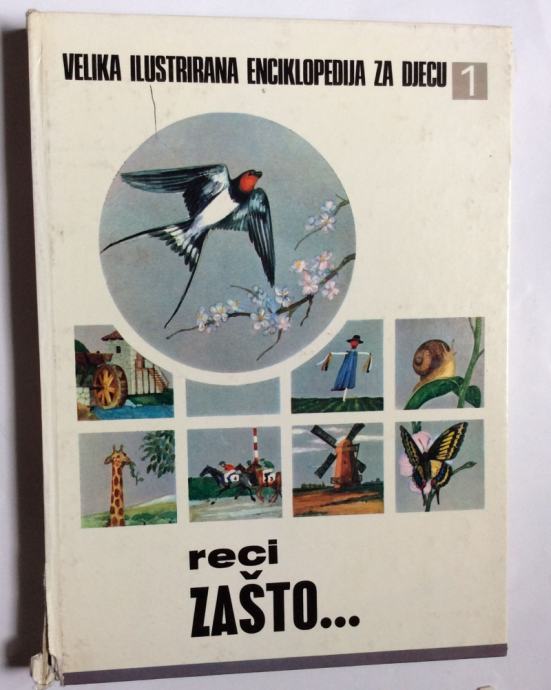 VELIKA ILUSTRIRANA ENCIKLOPEDIJA ZA DJECU 1
reci
ZAŠTO...